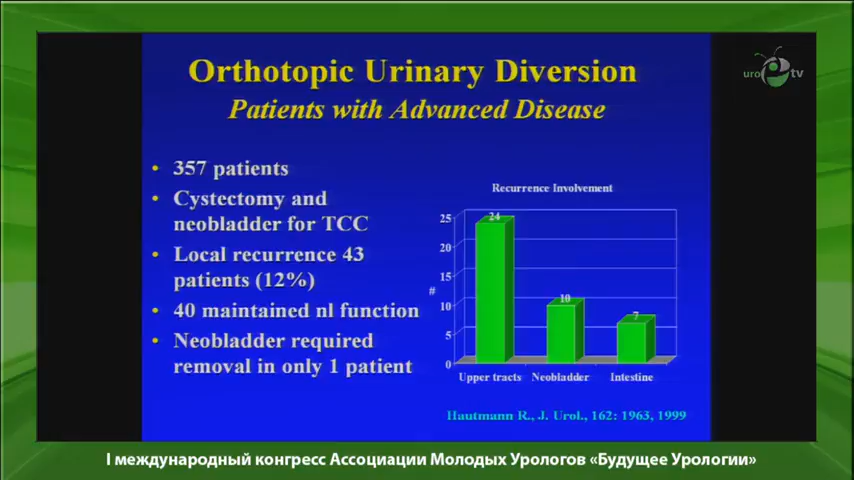 Orthotopic Urinary Diversion
Patients with Advanced Disease
uro tv
• 357 patients
• Cystectomy and
neobladder for TCC
• Local recurrence 43
patients (12%)
• 40 maintained nl function
• Neobladder required
removal in only 1 patient
Recurrence Involvement
25
20
15
10
5
0
#
24
10
7
Upper tracts Neobladder Intestine
Hautmann R., J. Urol., 162: 1963, 1999
I международный конгресс Ассоциации Молодых Урологов «Будущее Урологии»